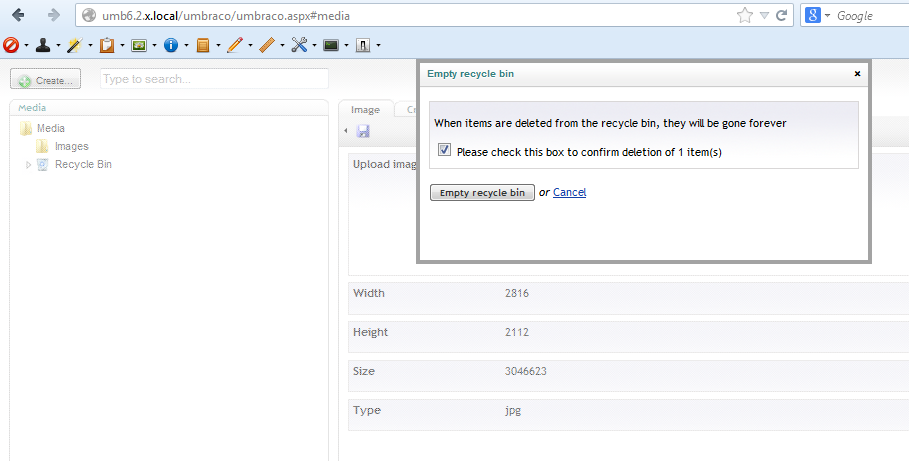 umb6.2.x.local/umbraco/umbraco.aspx#media
Google
Create...
Type to search...
Empty recycle bin
When items are deleted from the recycle bin, they will be gone forever
Please check this box to confirm deletion of 1 item(s)
Empty recycle bin or Cancel
Media
Media
Images
Recycle Bin
Image
Upload imag
Width 2816
Height 2112
Size 3046623
Type jpg